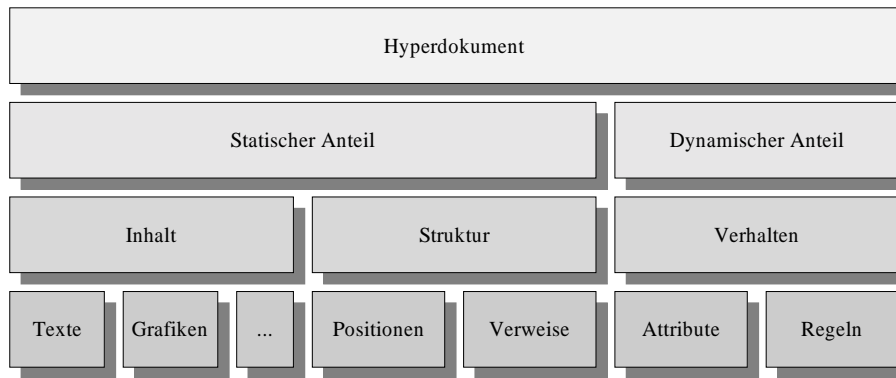 Hyperdokument
Statischer Anteil
Dynamischer Anteil
Inhalt
Struktur
Verhalten
Texte
Grafiken
...
Positionen
Verweise
Attribute
Regeln